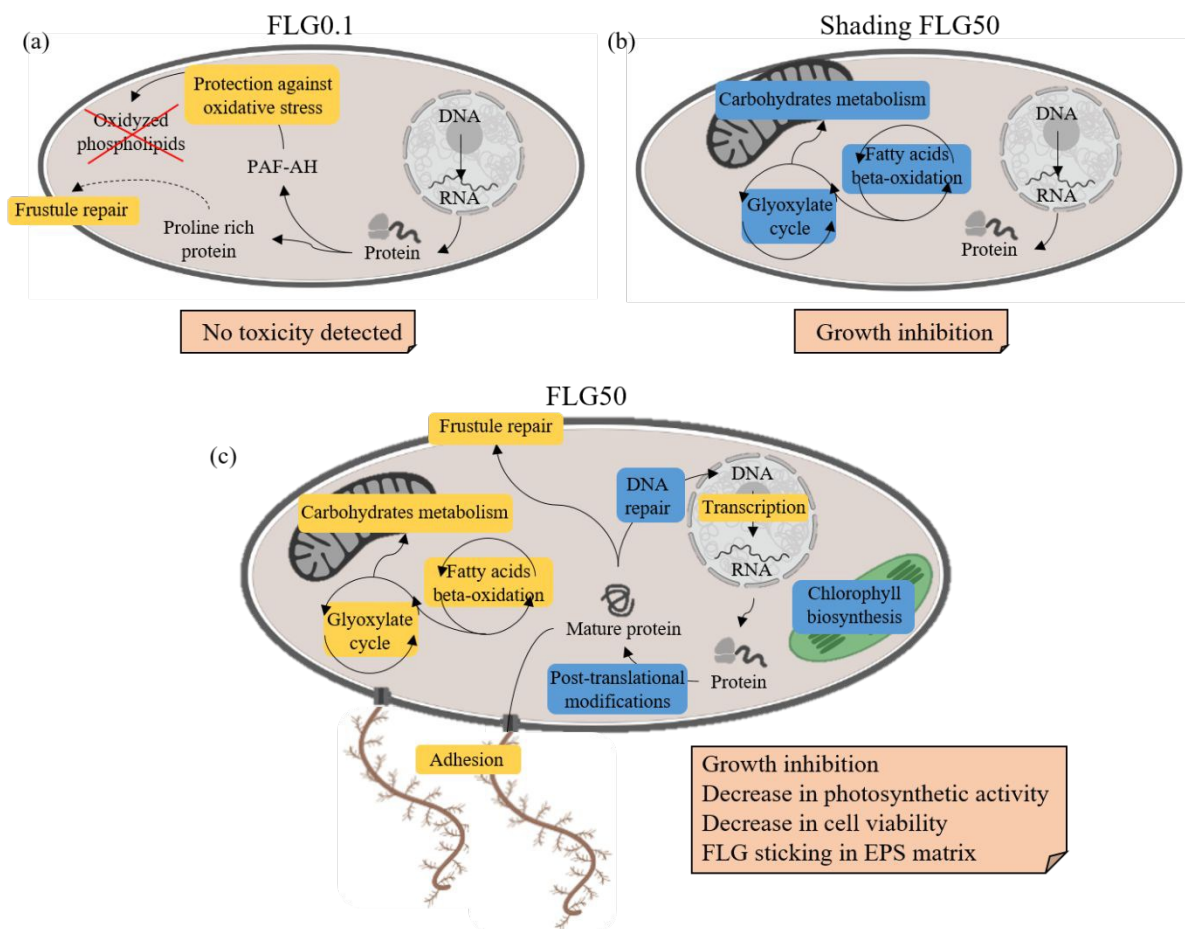 FLG0.1
(a)
Protection against
oxidative stress
Oxidyzed
phospholipids
DNA
PAF-AH
RNA
Frustule repair
Proline rich
protein
Protein
No toxicity detected
Shading FLG50
(b)
Carbohydrates metabolism
DNA
Fatty acids
beta-oxidation
RNA
Glyoxylate
cycle
Protein
Growth inhibition
FLG50
(c)
Frustule repair
DNA
repair
DNA
Transcription
RNA
Carbohydrates metabolism
Fatty acids
beta-oxidation
Glyoxylate
cycle
Mature protein
Chlorophyll
biosynthesis
Post-translational
modifications
Protein
Adhesion
Growth inhibition
Decrease in photosynthetic activity
Decrease in cell viability
FLG sticking in EPS matrix